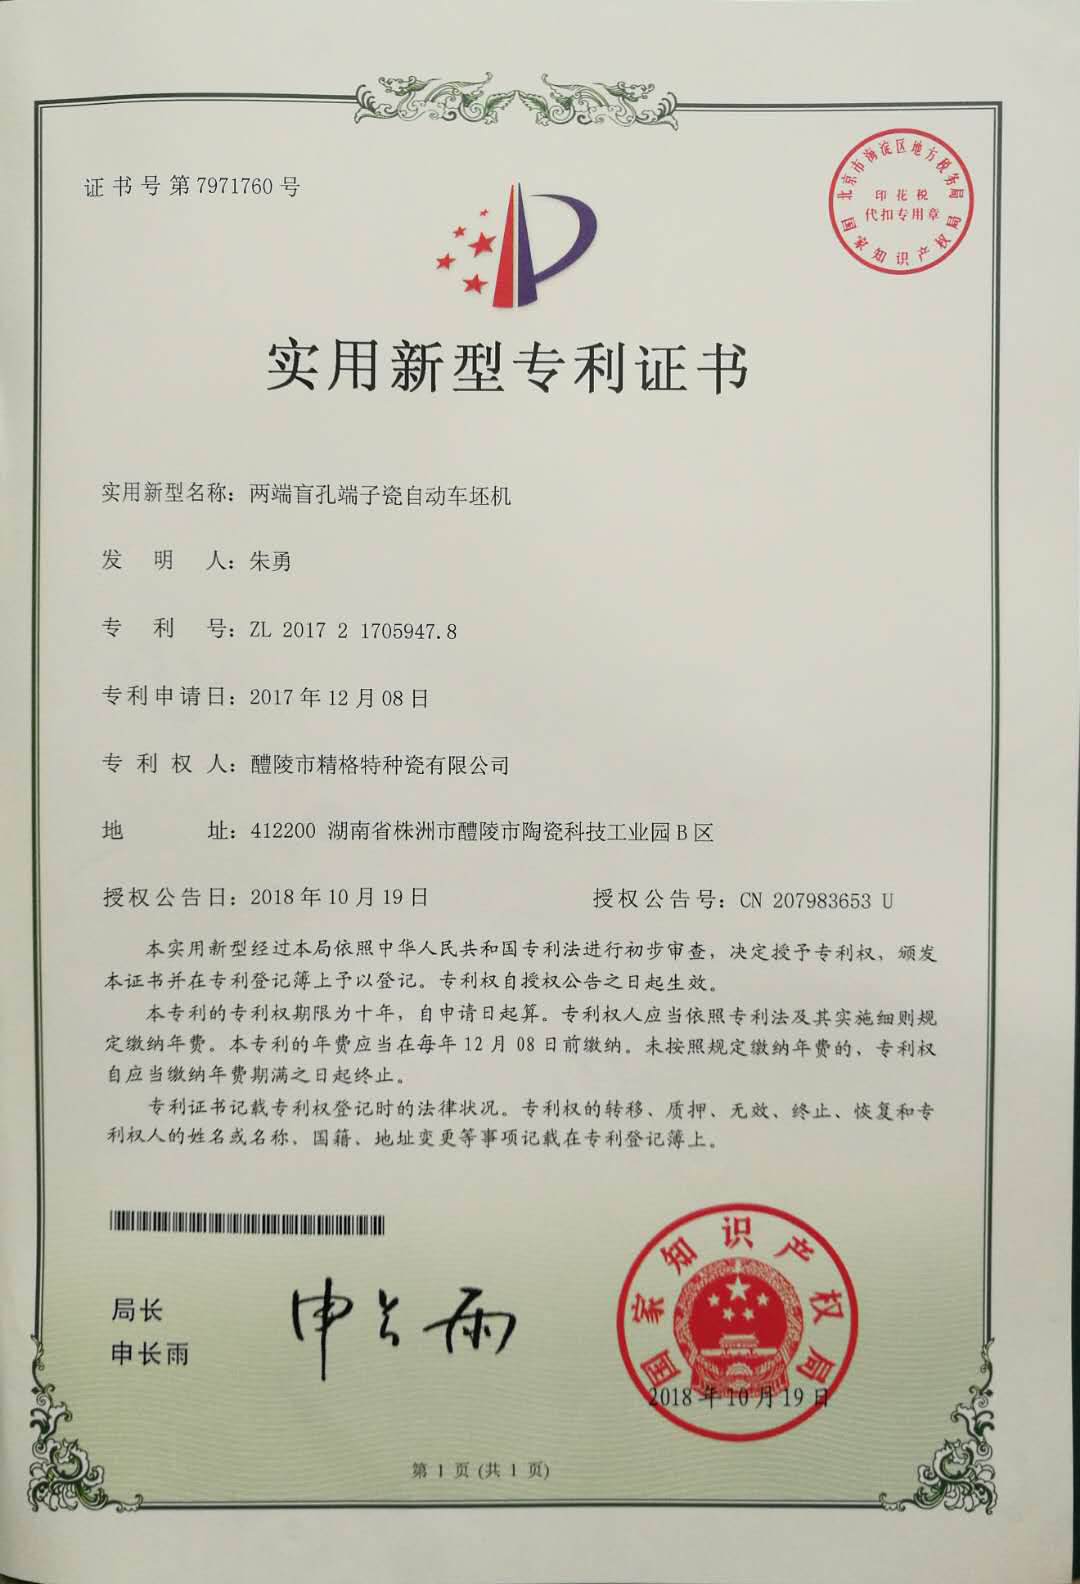 证书号第7971760号
北京市海淀区地方税务局
印花税
代扣专用章
国家知识产权局
实用新型专利证书
实用新型名称：两端盲孔端子瓷自动车坯机
发明人：朱勇
专利号：ZL 2017 2 1705947.8
专利申请日：2017年12月08日
专利权人：醴陵市精格特种瓷有限公司
地址：412200 湖南省株洲市醴陵市陶瓷科技工业园B区
授权公告日：2018年10月19日 授权公告号：CN 207983653 U
本实用新型经过本局依照中华人民共和国专利法进行初步审查，决定授予专利权，颁发
本证书并在专利登记簿上予以登记。专利权自授权公告之日起生效。
本专利的专利权期限为十年，自申请日起算。专利权人应当依照专利法及其实施细则规
定缴纳年费。本专利的年费应当在每年12月08日前缴纳。未按照规定缴纳年费的，专利权
自应当缴纳年费期满之日起终止。
专利证书记载专利权登记时的法律状况。专利权的转移、质押、无效、终止、恢复和专
利权人的姓名或名称、国籍、地址变更等事项记载在专利登记簿上。
局长
申长雨
申长雨
国家知识产权局
2018年10月19日
第1页(共1页)